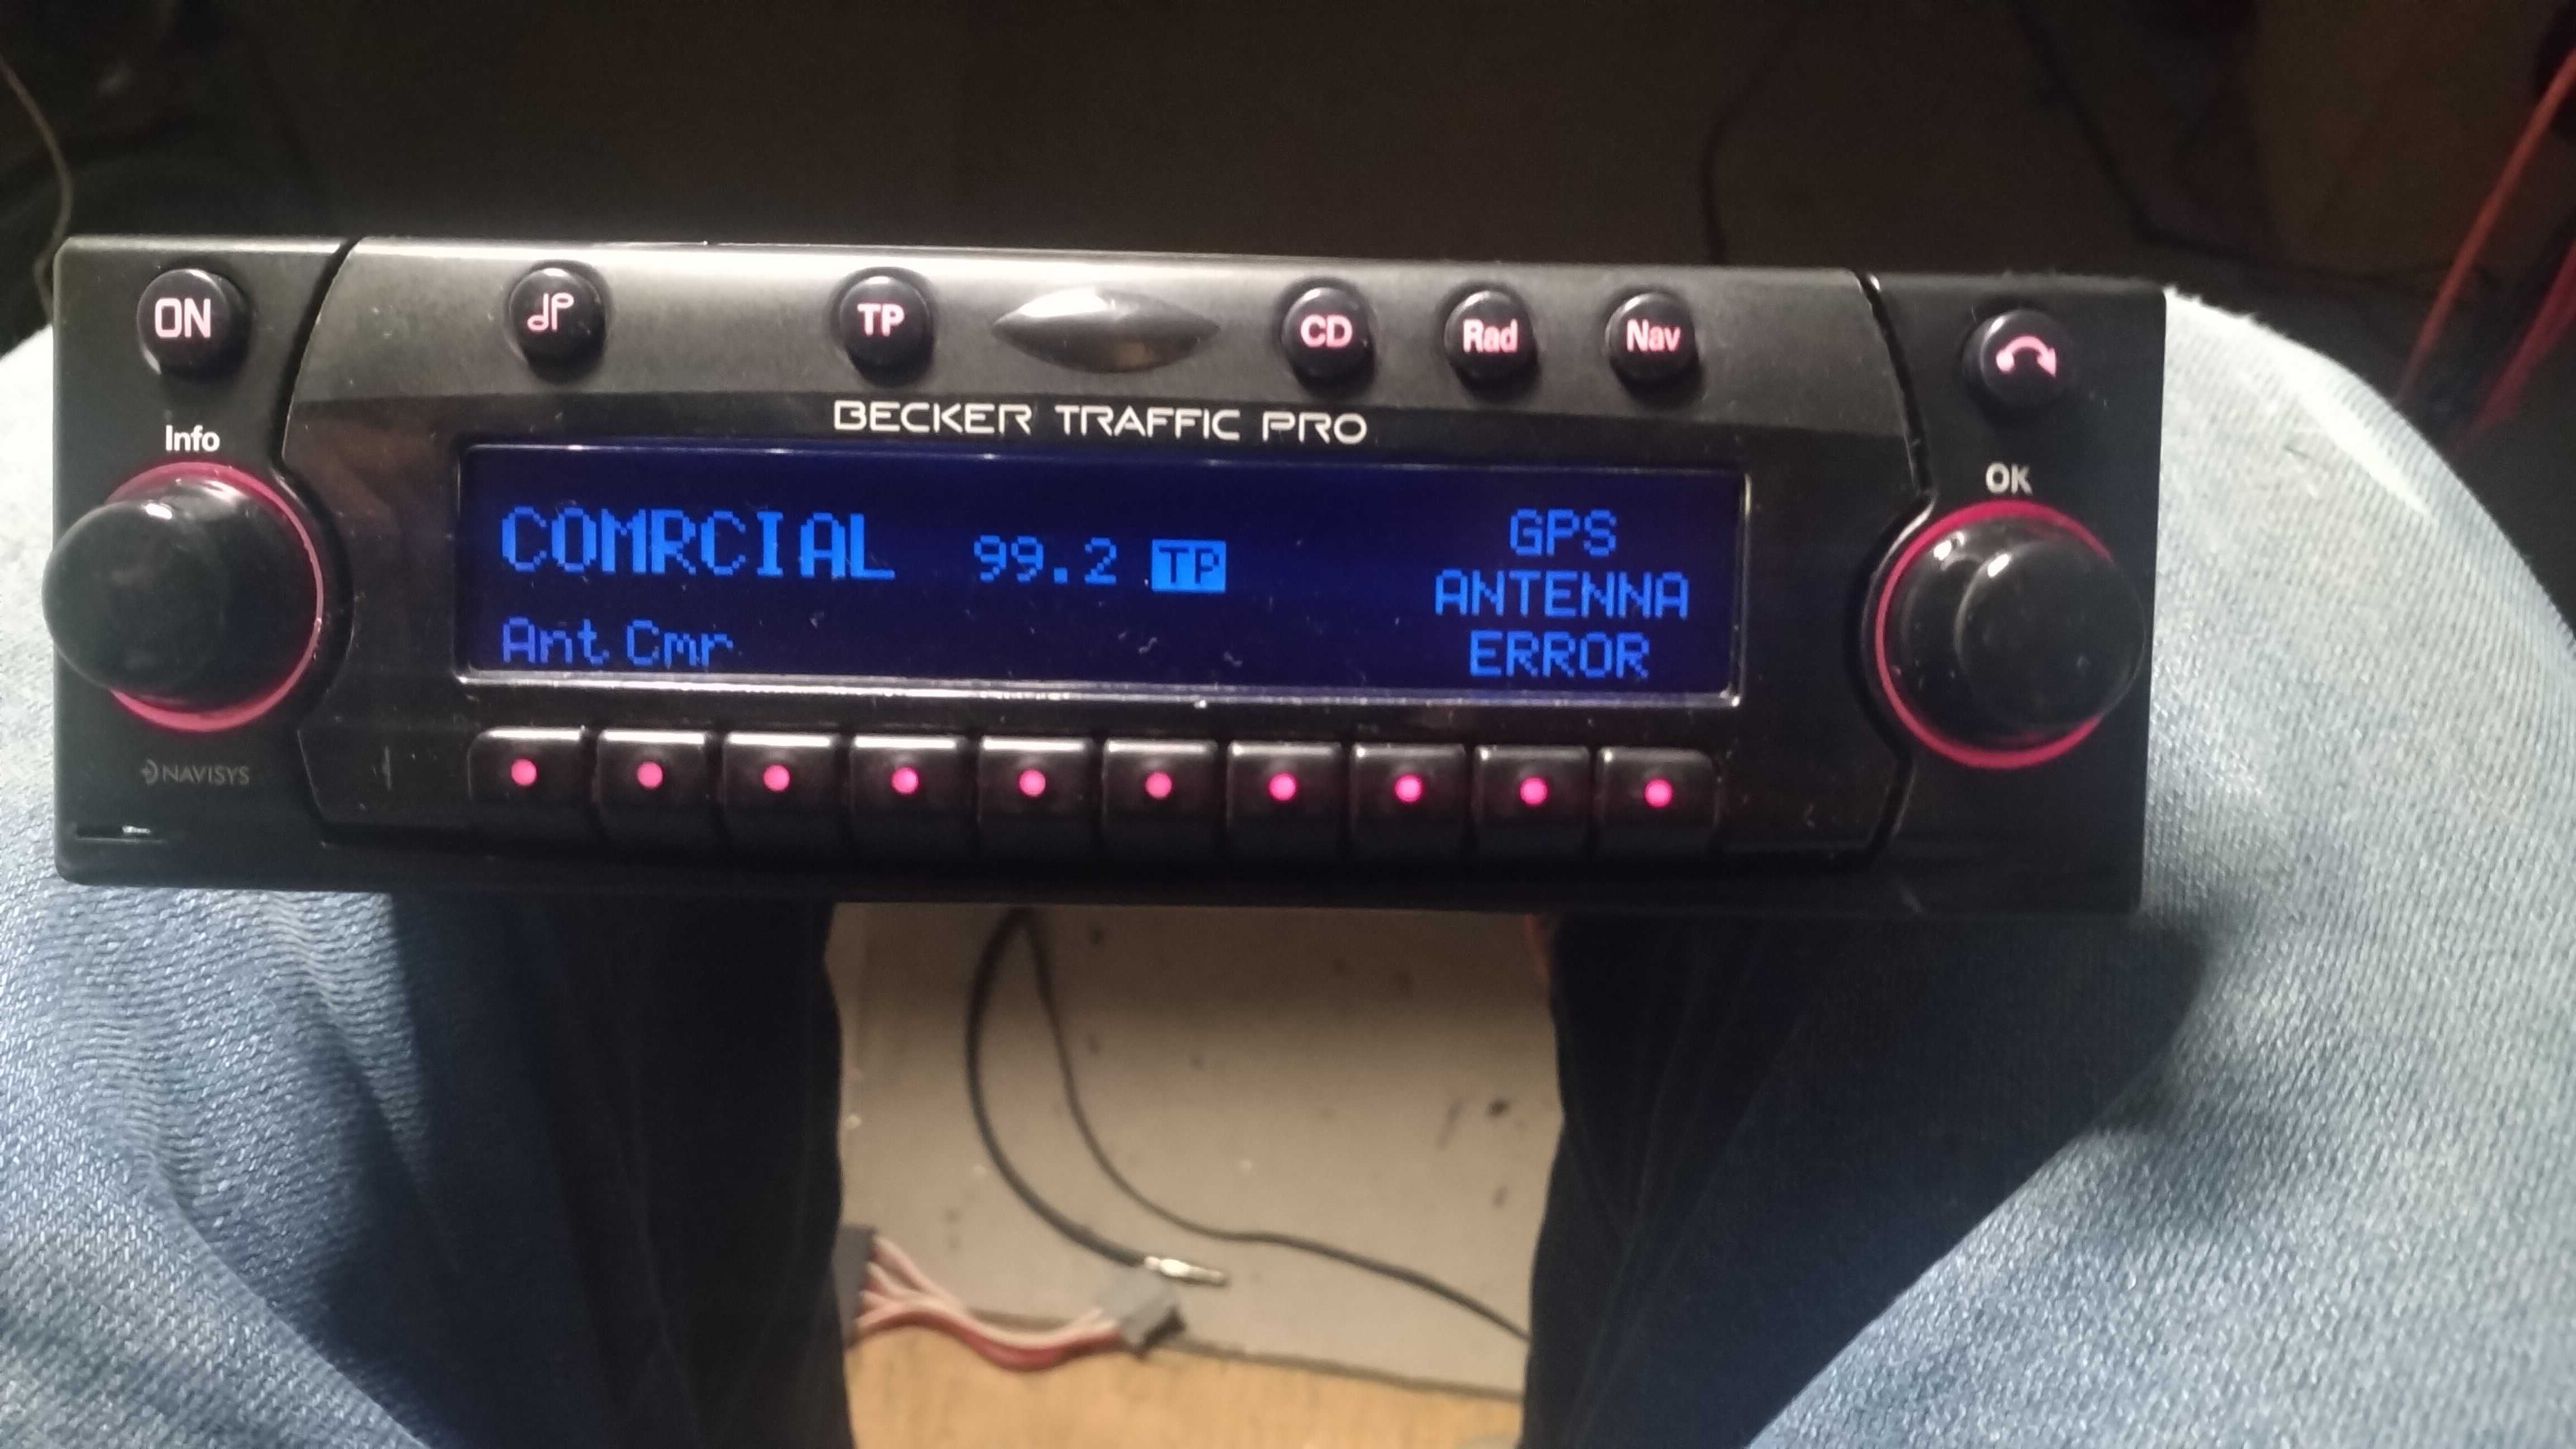 ON
TP
CD
Rad
Nav
BECKER TRAFFIC PRO
Info
OK
COMRCIAL 99.2 TP
Ant Cmr
GPS
ANTENNA
ERROR
NAVISYS